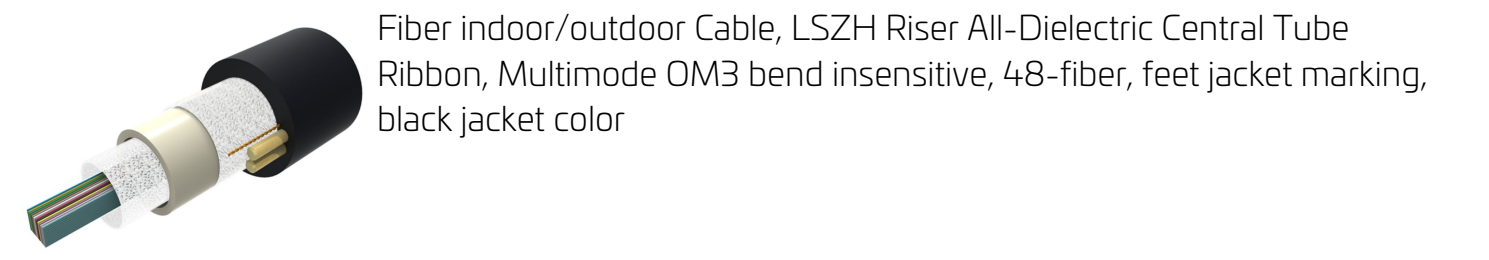 Fiber indoor/outdoor Cable, LSZH Riser All-Dielectric Central Tube
Ribbon, Multimode OM3 bend insensitive, 48-fiber, feet jacket marking,
black jacket color